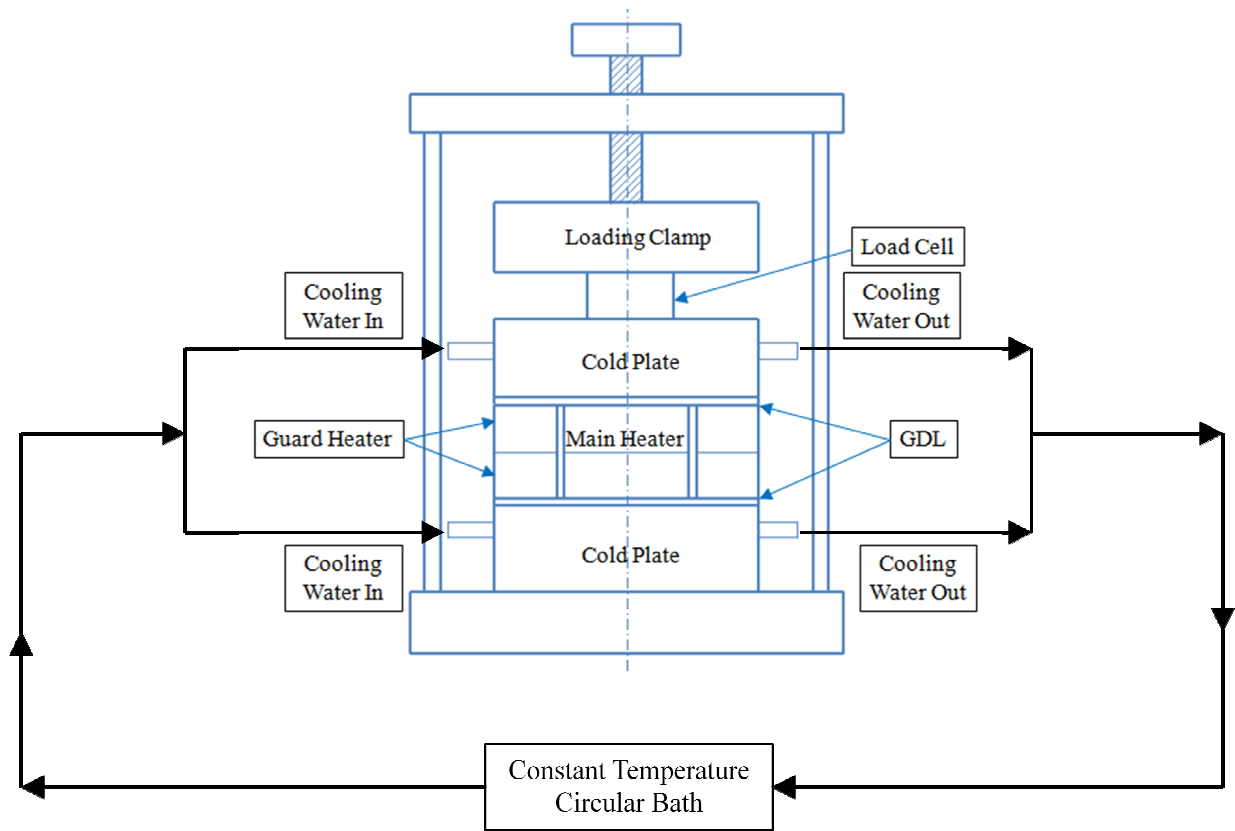 Loading Clamp
Load Cell
Cooling
Water In
Cooling
Water Out
Cold Plate
Guard Heater
Main Heater
GDL
Cold Plate
Cooling
Water In
Cooling
Water Out
Constant Temperature
Circular Bath